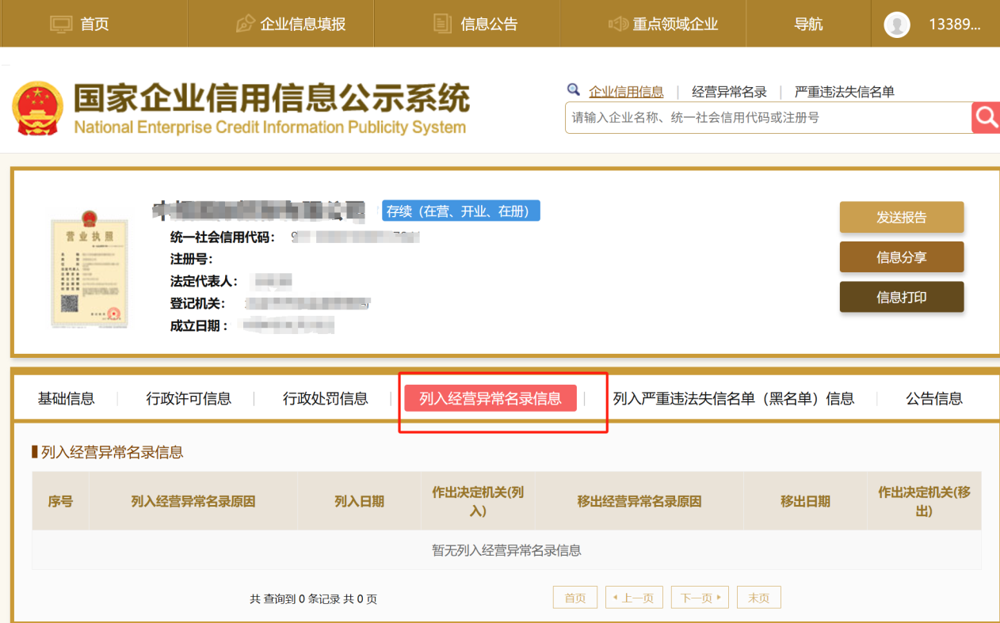 首页
企业信息填报
信息公告
重点领域企业
导航
13389...
国家企业信用信息公示系统
National Enterprise Credit Information Publicity System
企业信用信息 | 经营异常名录 | 严重违法失信名单
请输入企业名称、统一社会信用代码或注册号
存续（在营、开业、在册）
营业执照
统一社会信用代码： 9
注册号：
法定代表人：
登记机关：
成立日期：
发送报告
信息分享
信息打印
基础信息 | 行政许可信息 | 行政处罚信息 | 列入经营异常名录信息 | 列入严重违法失信名单（黑名单）信息 | 公告信息
列入经营异常名录信息
序号
列入经营异常名录原因
列入日期
作出决定机关(列
入)
移出经营异常名录原因
移出日期
作出决定机关(移
出)
暂无列入经营异常名录信息
共 查询到 0 条记录 共 0 页
首页
上一页
下一页
末页